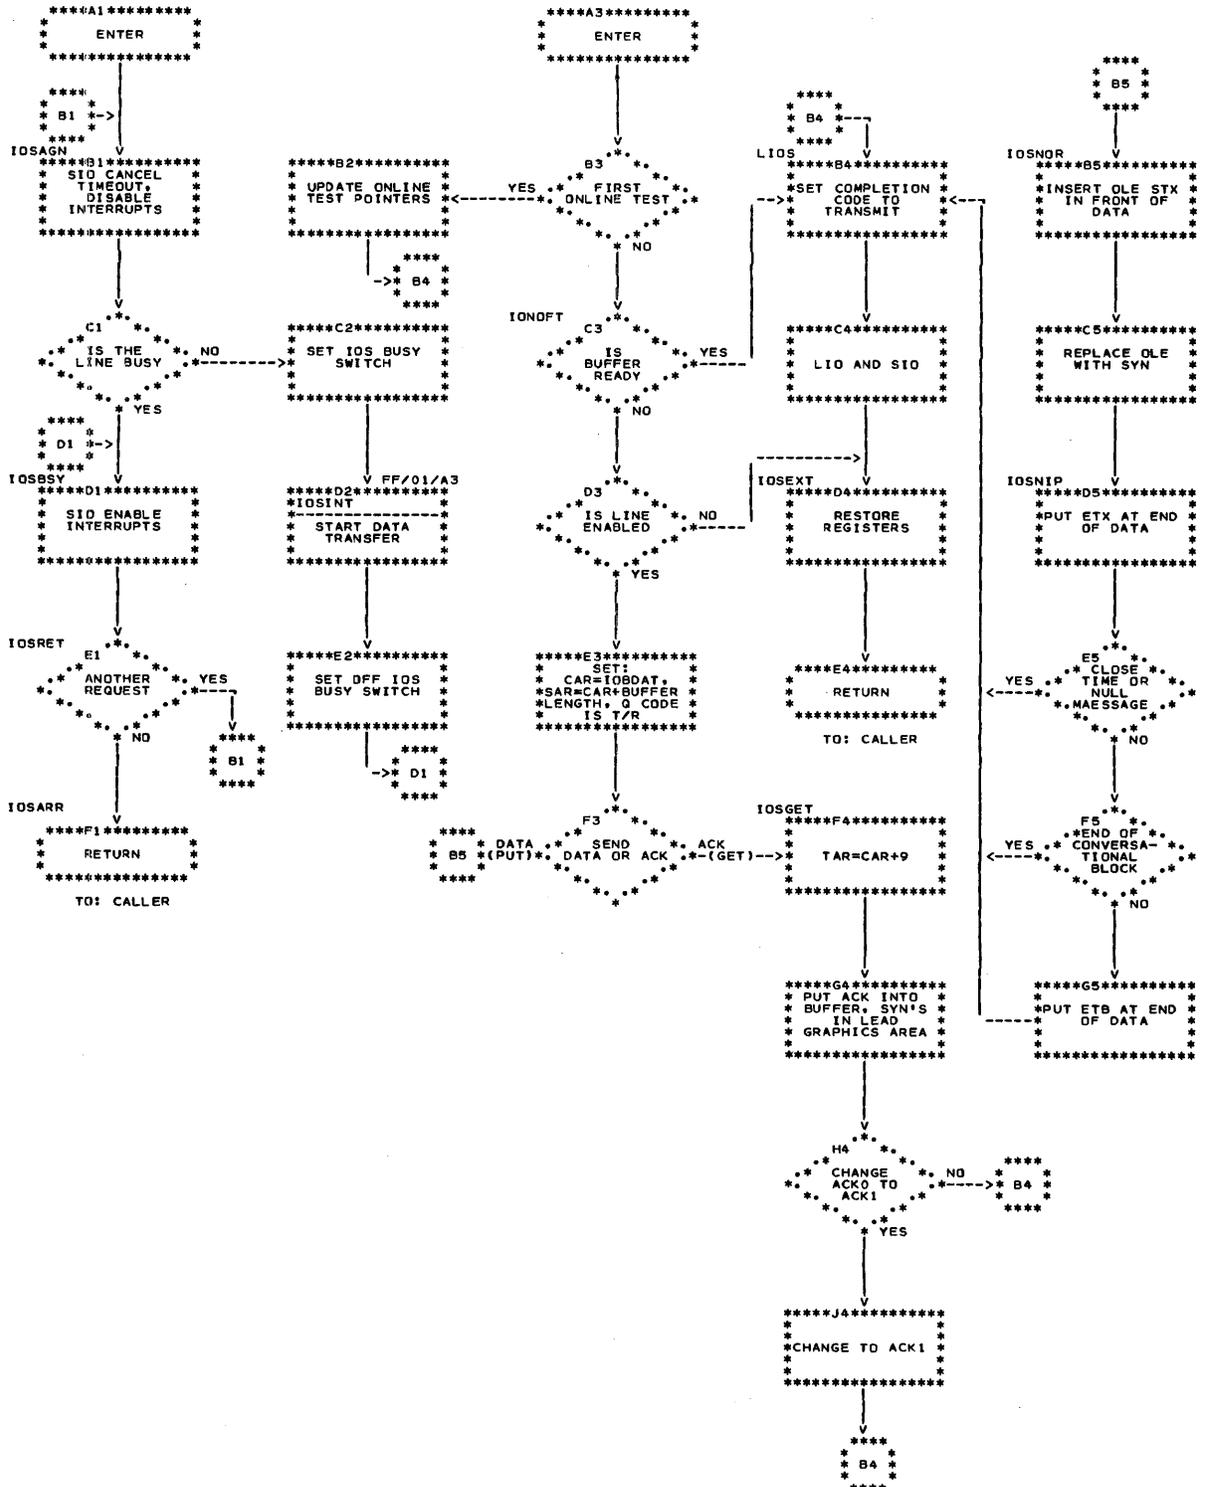 A1
ENTER
B1
IOSAGN
B1
SIO CANCEL
TIMEOUT,
DISABLE
INTERRUPTS
C1
IS THE
LINE BUSY
NO
YES
D1
IOSBSY
D1
SIO ENABLE
INTERRUPTS
IOSRET
E1
ANOTHER
REQUEST
YES
NO
B1
IOSARR
F1
RETURN
TO: CALLER
B2
UPDATE ONLINE
TEST POINTERS
B4
C2
SET IOS BUSY
SWITCH
FF/01/A3
D2
IOSINT
START DATA
TRANSFER
E2
SET OFF IOS
BUSY SWITCH
D1
A3
ENTER
B3
FIRST
ONLINE TEST
YES
NO
IONOFT
C3
IS
BUFFER
READY
YES
NO
D3
IS LINE
ENABLED
NO
YES
E3
SET:
CAR=IOBDAT,
SAR=CAR+BUFFER
LENGTH, Q CODE
IS T/R
F3
SEND
DATA OR ACK
DATA
(PUT)
B5
ACK
(GET)
B4
LIOS
B4
SET COMPLETION
CODE TO
TRANSMIT
C4
LIO AND SIO
IOSEXT
D4
RESTORE
REGISTERS
E4
RETURN
TO: CALLER
IOSGET
F4
TAR=CAR+9
G4
PUT ACK INTO
BUFFER, SYN'S
IN LEAD
GRAPHICS AREA
H4
CHANGE
ACK0 TO
ACK1
NO
B4
YES
J4
CHANGE TO ACK1
B4
B5
IOSNOR
B5
INSERT DLE STX
IN FRONT OF
DATA
C5
REPLACE DLE
WITH SYN
IOSNIP
D5
PUT ETX AT END
OF DATA
E5
CLOSE
TIME OR
NULL
MAESSAGE
YES
NO
F5
END OF
CONVERSA-
TIONAL
BLOCK
YES
NO
G5
PUT ETB AT END
OF DATA